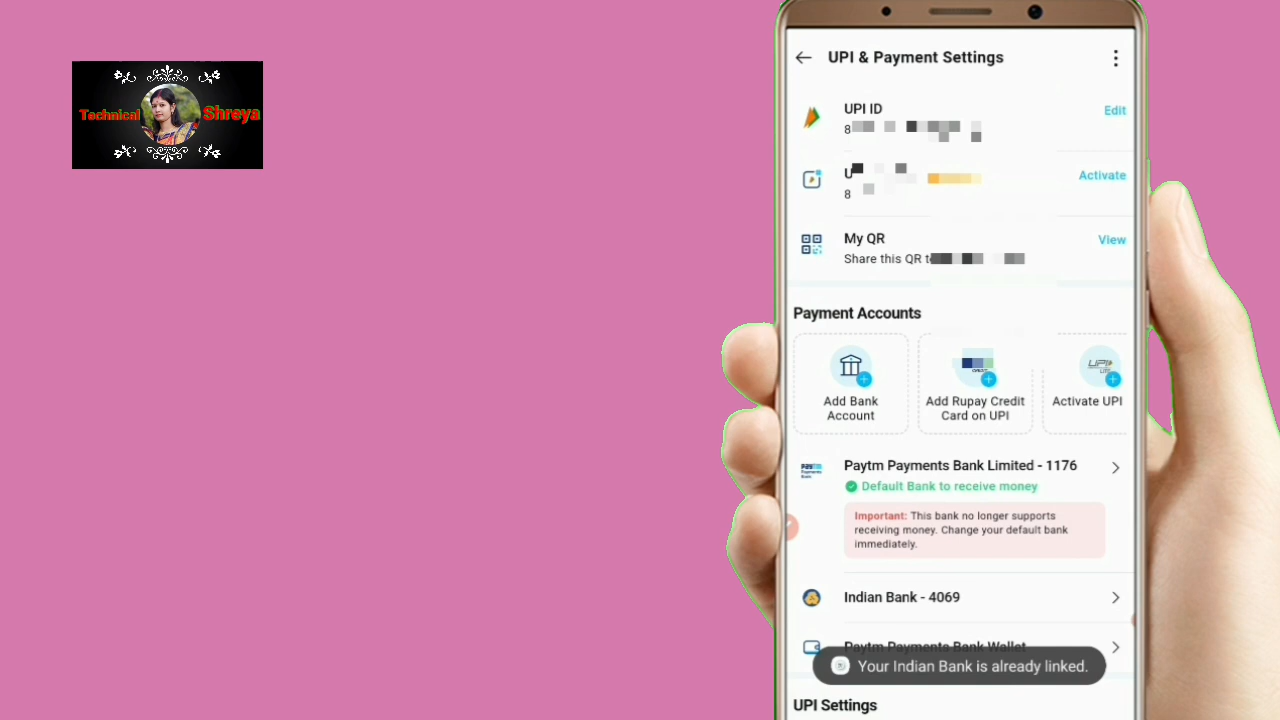 Technical Shreya
UPI & Payment Settings
UPI ID
Edit
8
U
Activate
8
My QR
View
Share this QR
Payment Accounts
Add Bank
Account
Add Rupay Credit
Card on UPI
UPI
Activate UPI
Paytm Payments Bank Limited - 1176
Default Bank to receive money
Important: This bank no longer supports
receiving money. Change your default bank
immediately.
Indian Bank - 4069
Paytm Payments Bank Wallet
Your Indian Bank is already linked.
UPI Settings